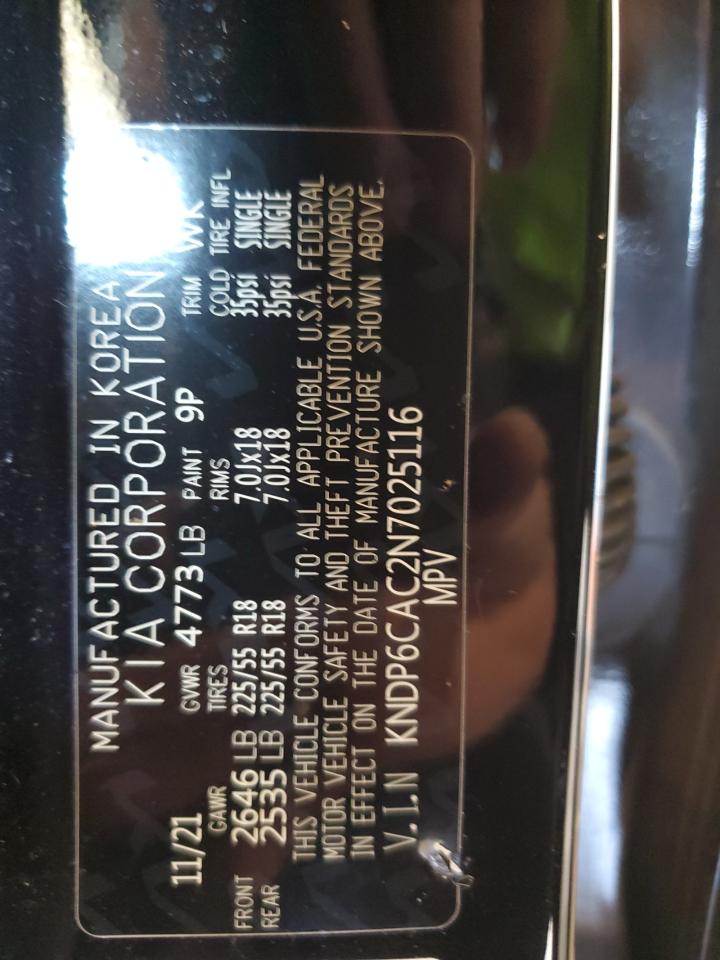 MANUFACTURED IN KOREA
KIA CORPORATION
11/21 GVWR 4773 LB PAINT 9P TRIM WK
GAWR TIRES RIMS COLD TIRE INFL
FRONT 2646 LB 225/55 R18 7.0Jx18 35psi SINGLE
REAR 2535 LB 225/55 R18 7.0Jx18 35psi SINGLE
THIS VEHICLE CONFORMS TO ALL APPLICABLE U.S.A. FEDERAL
MOTOR VEHICLE SAFETY AND THEFT PREVENTION STANDARDS
IN EFFECT ON THE DATE OF MANUFACTURE SHOWN ABOVE.
V.I.N KNDP6CAC2N7025116
MPV